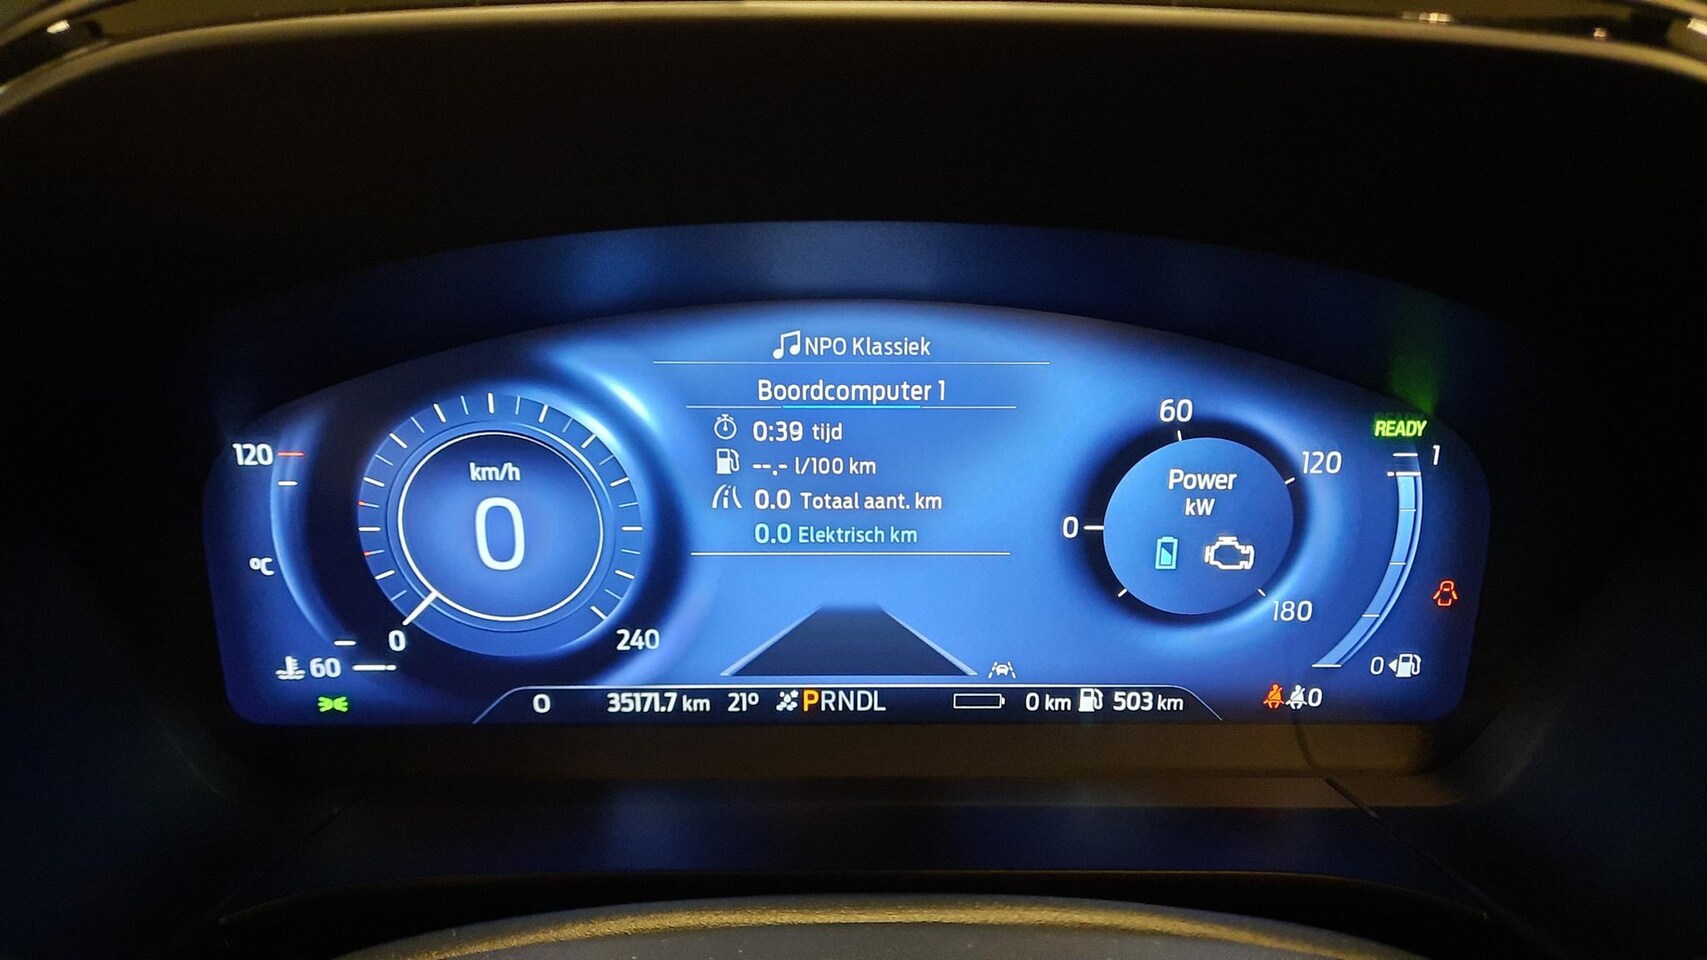 NPO Klassiek
Boordcomputer 1
0:39 tijd
--.- l/100 km
0.0 Totaal aant. km
0.0 Elektrisch km
120
°C
60
km/h
0
0
240
60
120
0
Power
kW
180
READY
1
0
0
35171.7 km
21°
PRNDL
0 km
503 km
0